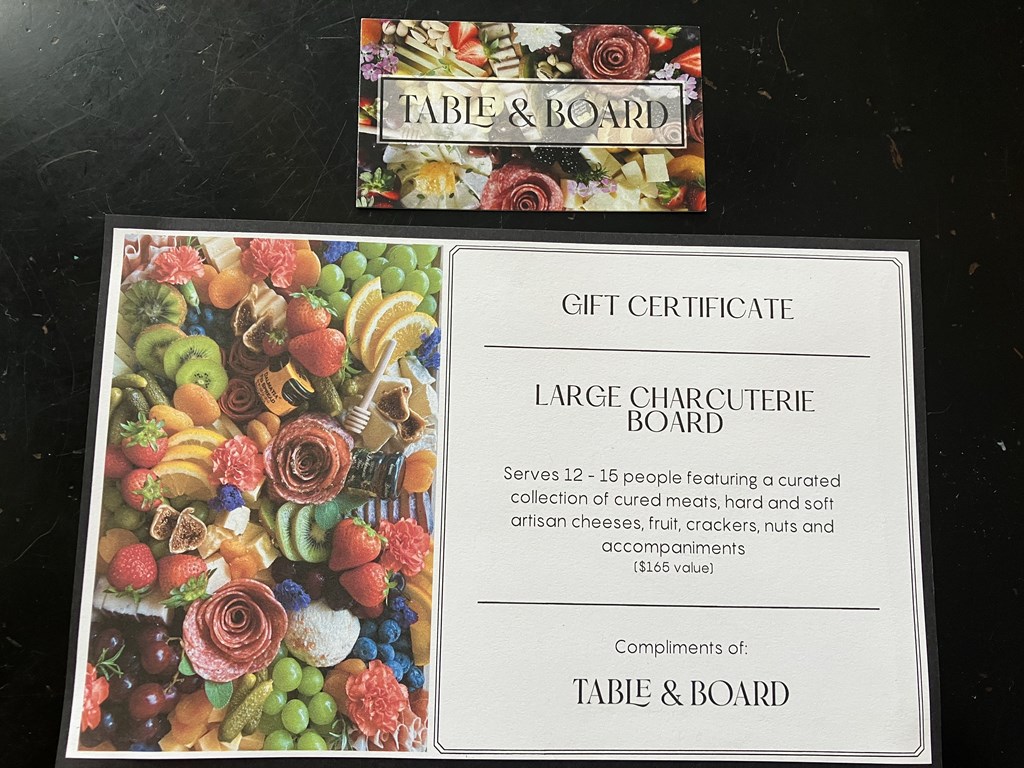 TABLE & BOARD
GIFT CERTIFICATE
LARGE CHARCUTERIE
BOARD
Serves 12 - 15 people featuring a curated
collection of cured meats, hard and soft
artisan cheeses, fruit, crackers, nuts and
accompaniments
($165 value)
Compliments of:
TABLE & BOARD